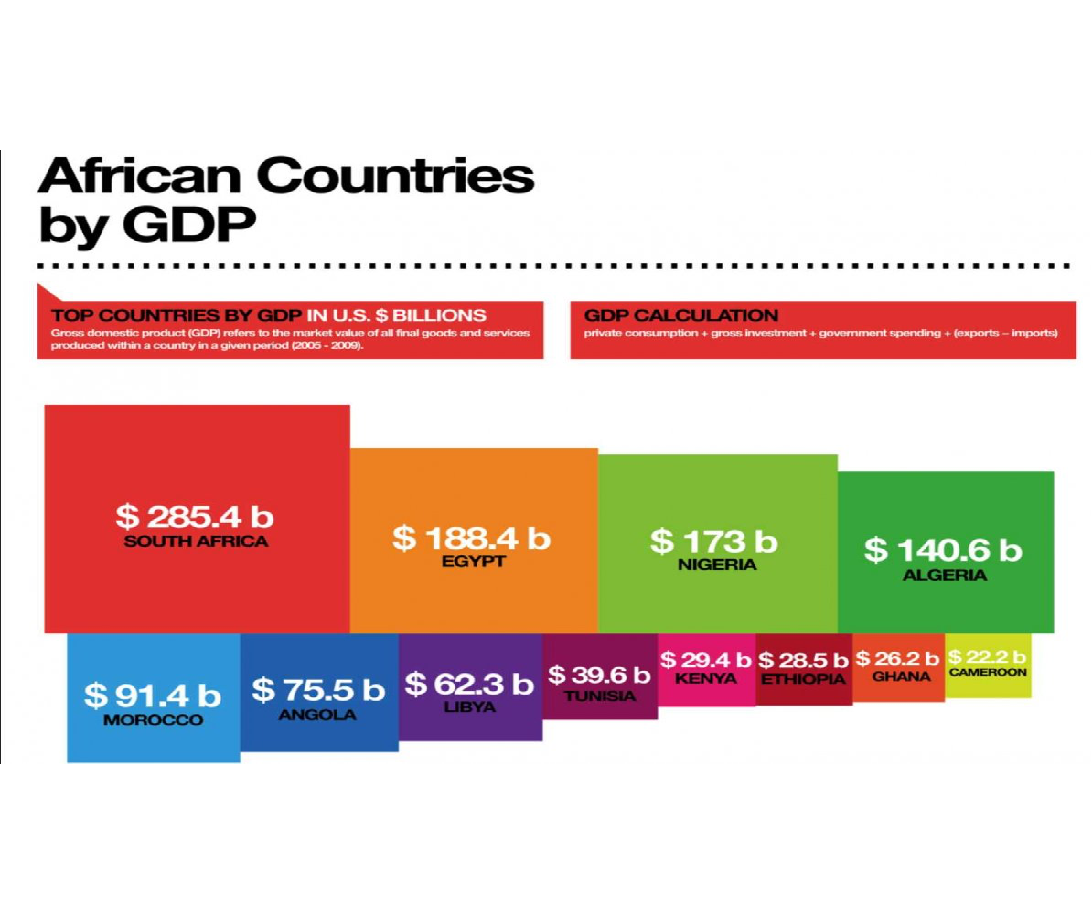 African Countries
by GDP
TOP COUNTRIES BY GDP IN U.S. $ BILLIONS
Gross domestic product (GDP) refers to the market value of all final goods and services
produced within a country in a given period (2005 - 2009).
GDP CALCULATION
private consumption + gross investment + government spending + (exports – imports)
$ 285.4 b
SOUTH AFRICA
$ 188.4 b
EGYPT
$ 173 b
NIGERIA
$ 140.6 b
ALGERIA
$ 91.4 b
MOROCCO
$ 75.5 b
ANGOLA
$ 62.3 b
LIBYA
$ 39.6 b
TUNISIA
$ 29.4 b
KENYA
$ 28.5 b
ETHIOPIA
$ 26.2 b
GHANA
$ 22.2 b
CAMEROON